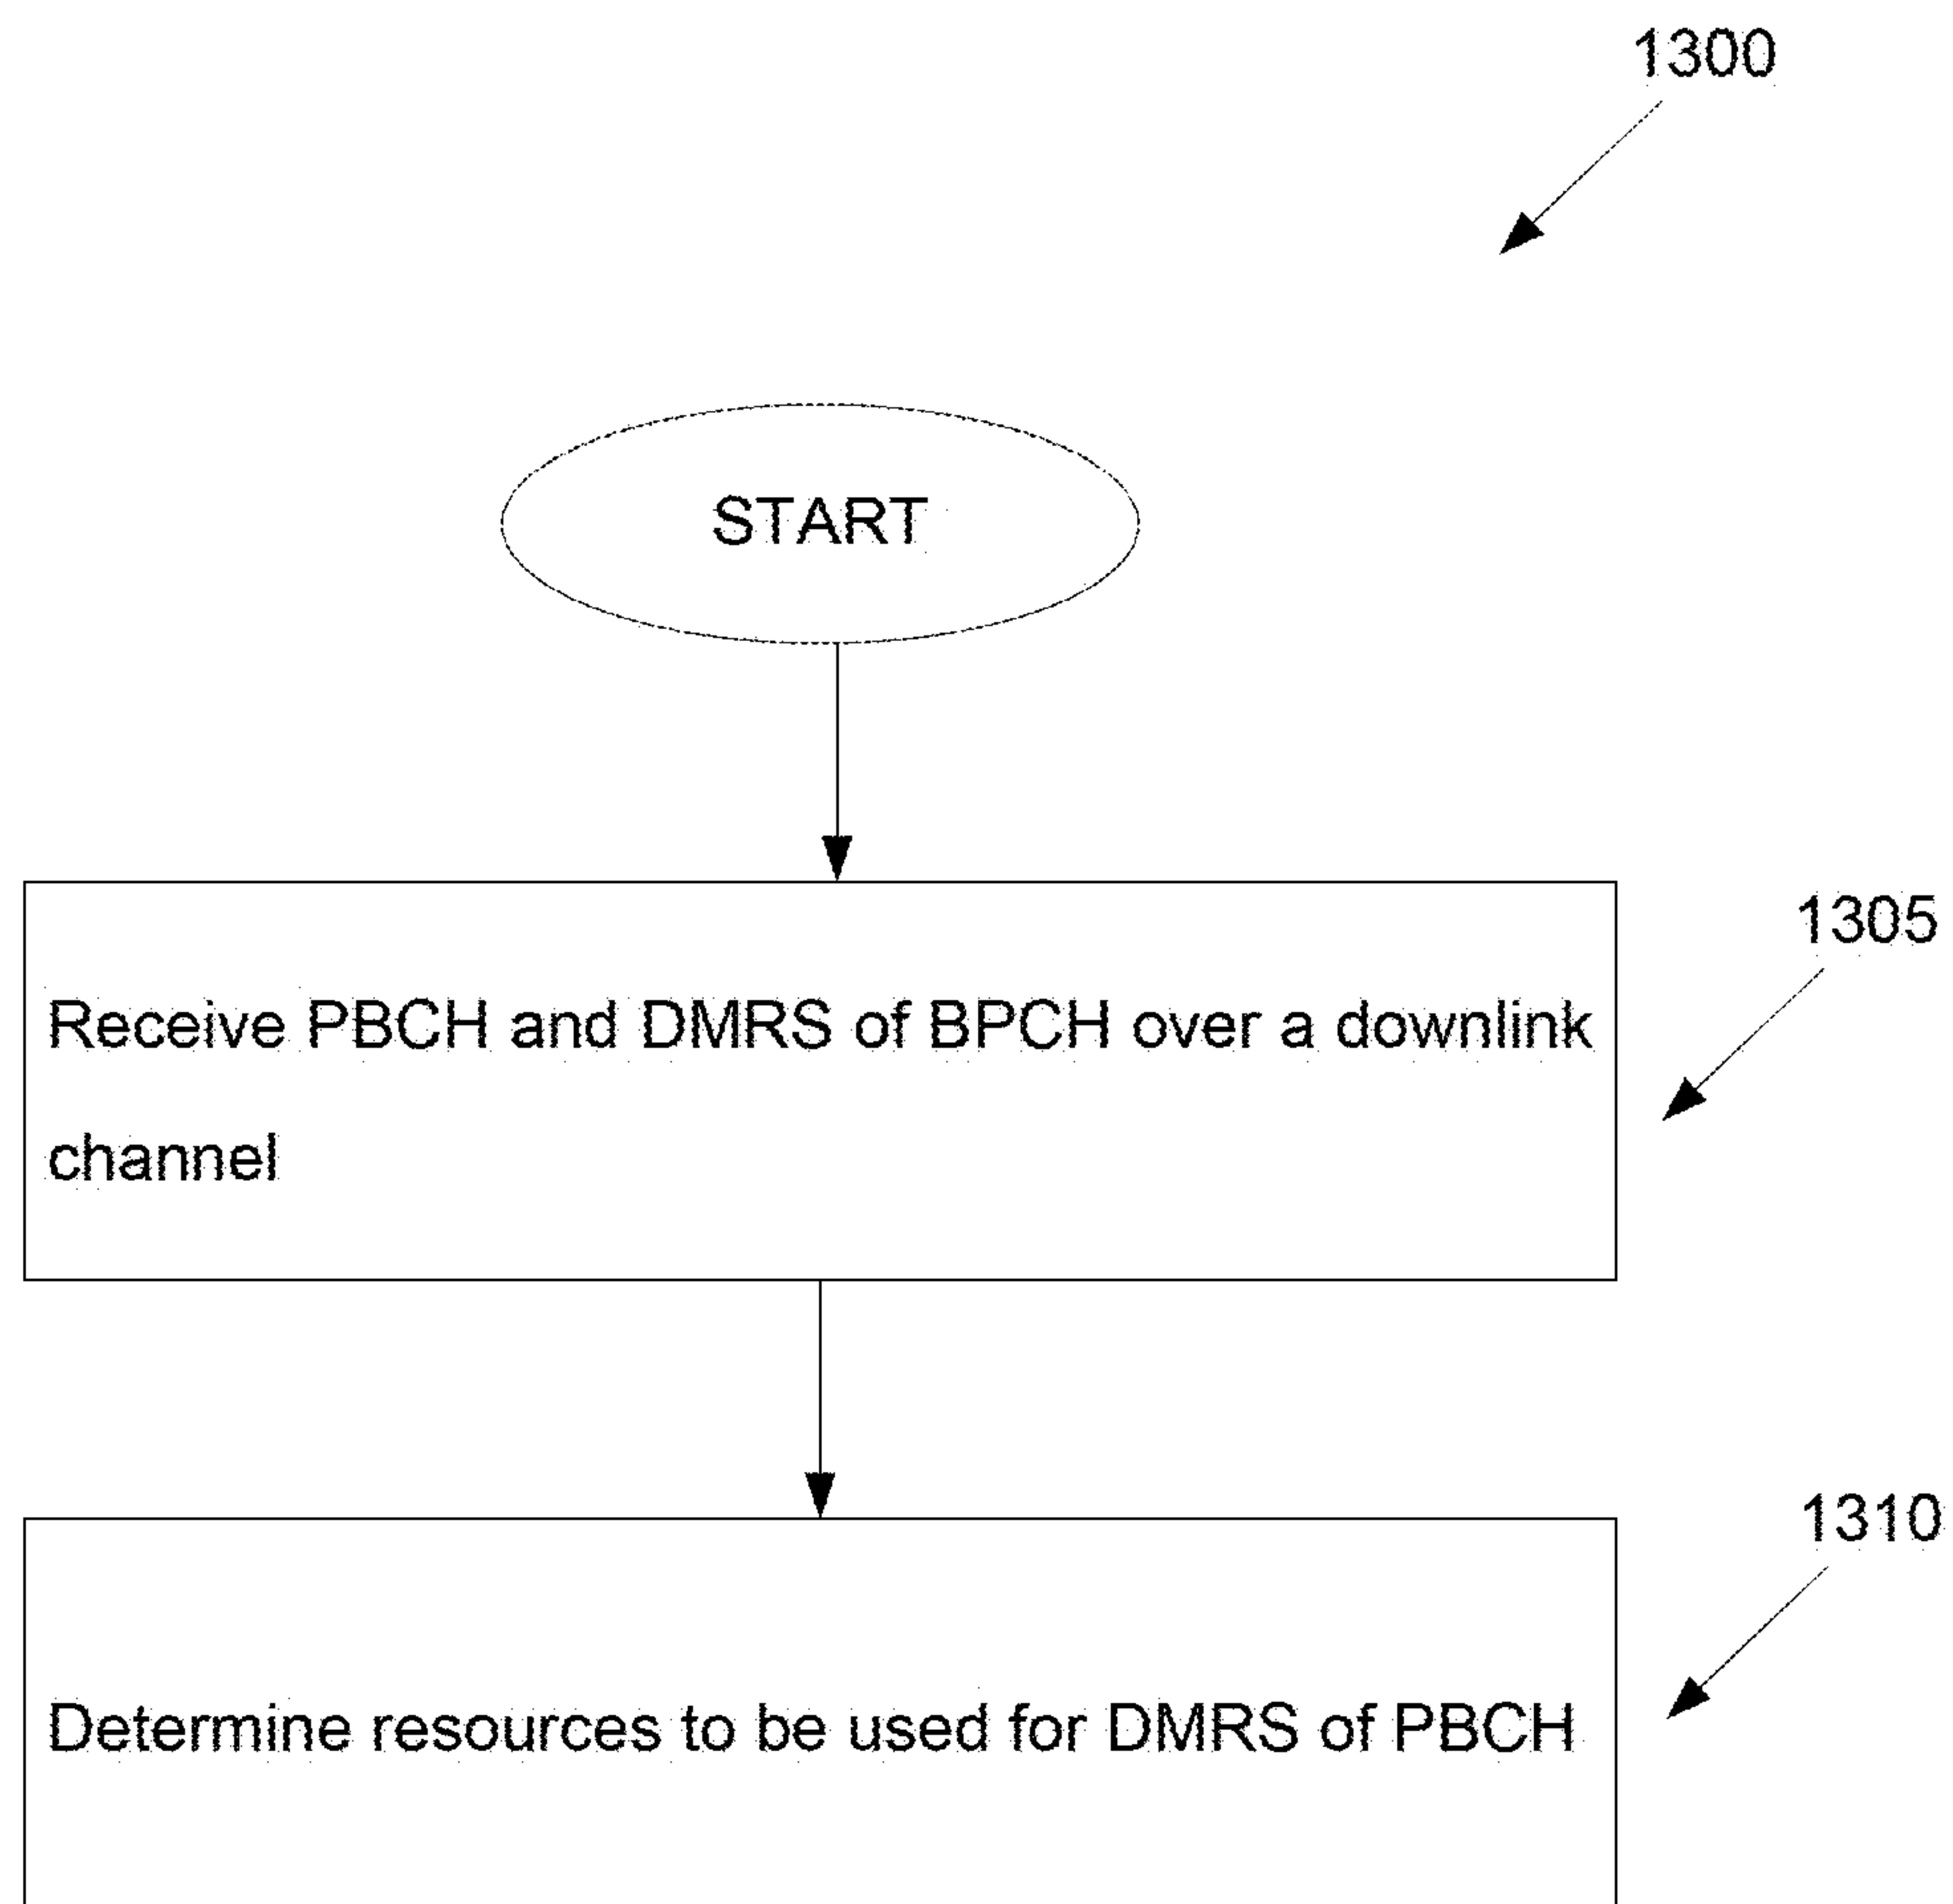 1300
START
1305
Receive PBCH and DMRS of BPCH over a downlink
channel
1310
Determine resources to be used for DMRS of PBCH